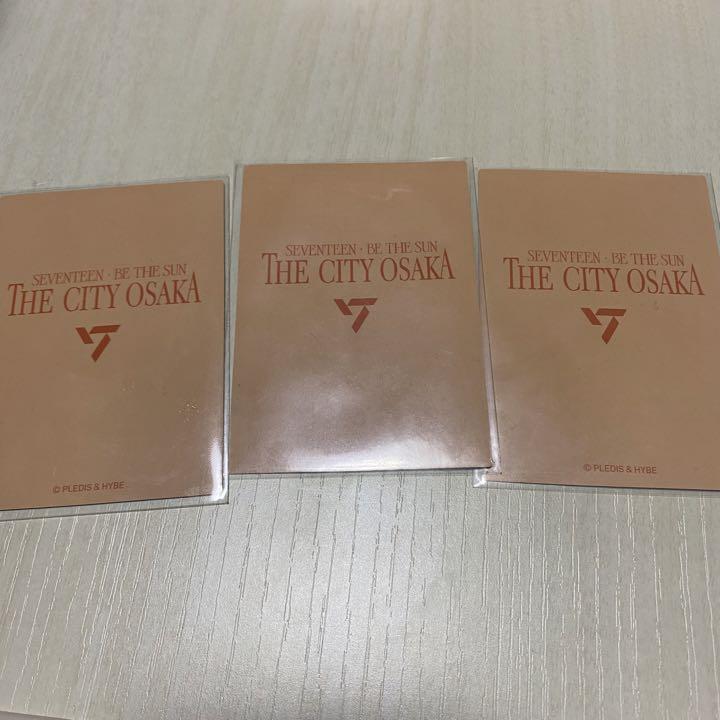 SEVENTEEN · BE THE SUN
THE CITY OSAKA
© PLEDIS & HYBE
SEVENTEEN · BE THE SUN
THE CITY OSAKA
SEVENTEEN · BE THE SUN
THE CITY OSAKA
© PLEDIS & HYBE